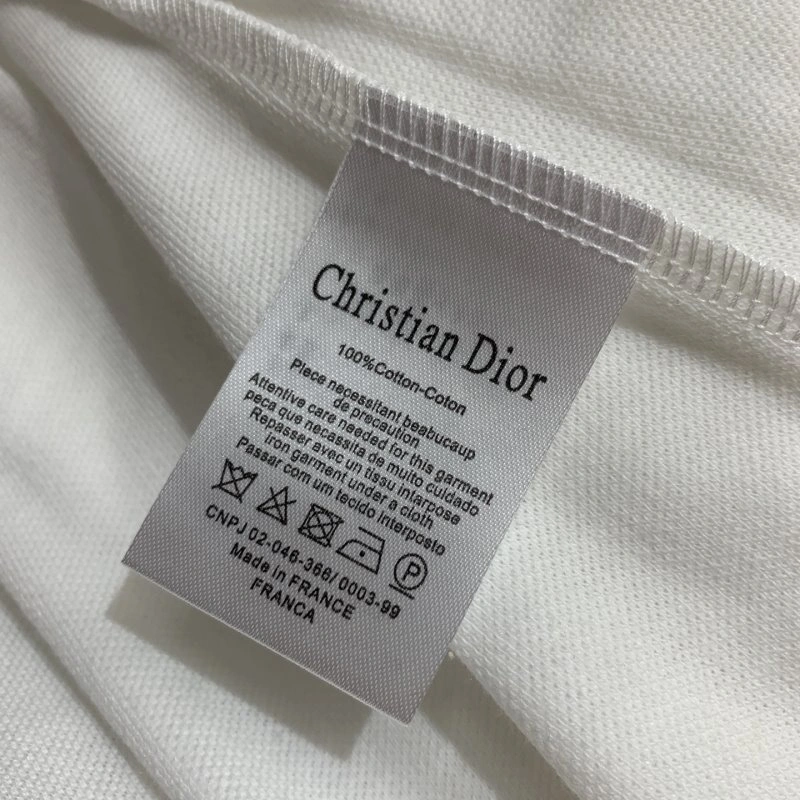 Christian Dior
100%Cotton-Coton
Piece necessitant beabucaup
de precaution
Attentive care needed for this garment
peca que necassita de muito cuidado
Repasser avec un tissu intarpose
iron garment under a cloth
Passar com um tecido interposto
P
CNPJ 02-046-366/ 0003-99
Made in FRANCE
FRANCA